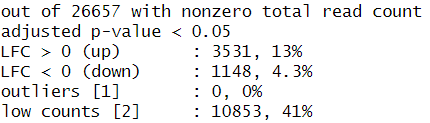 out of 26657 with nonzero total read count
adjusted p-value < 0.05
LFC > 0 (up)       : 3531, 13%
LFC < 0 (down)     : 1148, 4.3%
outliers [1]       : 0, 0%
low counts [2]     : 10853, 41%